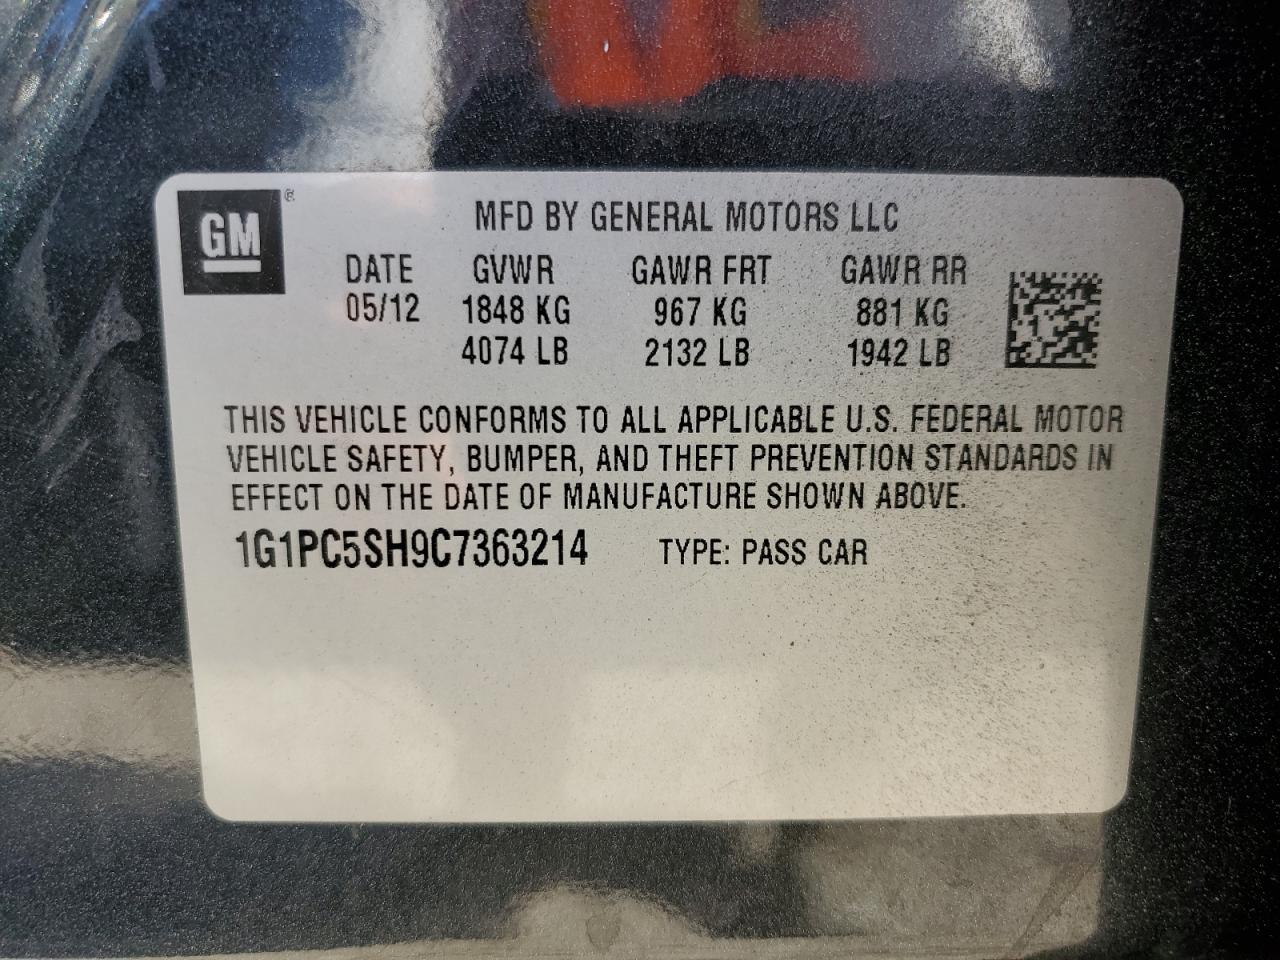 GM
MFD BY GENERAL MOTORS LLC
DATE GVWR GAWR FRT GAWR RR
05/12 1848 KG 967 KG 881 KG
4074 LB 2132 LB 1942 LB
THIS VEHICLE CONFORMS TO ALL APPLICABLE U.S. FEDERAL MOTOR
VEHICLE SAFETY, BUMPER, AND THEFT PREVENTION STANDARDS IN
EFFECT ON THE DATE OF MANUFACTURE SHOWN ABOVE.
1G1PC5SH9C7363214 TYPE: PASS CAR